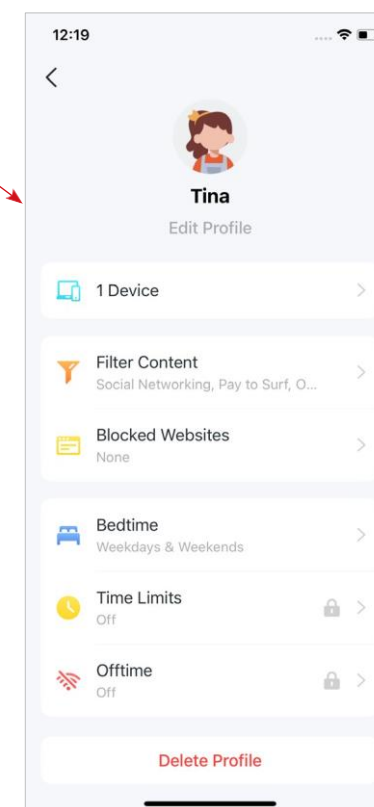 12:19
Tina
Edit Profile
1 Device
Filter Content
Social Networking, Pay to Surf, O...
Blocked Websites
None
Bedtime
Weekdays & Weekends
Time Limits
Off
Offtime
Off
Delete Profile